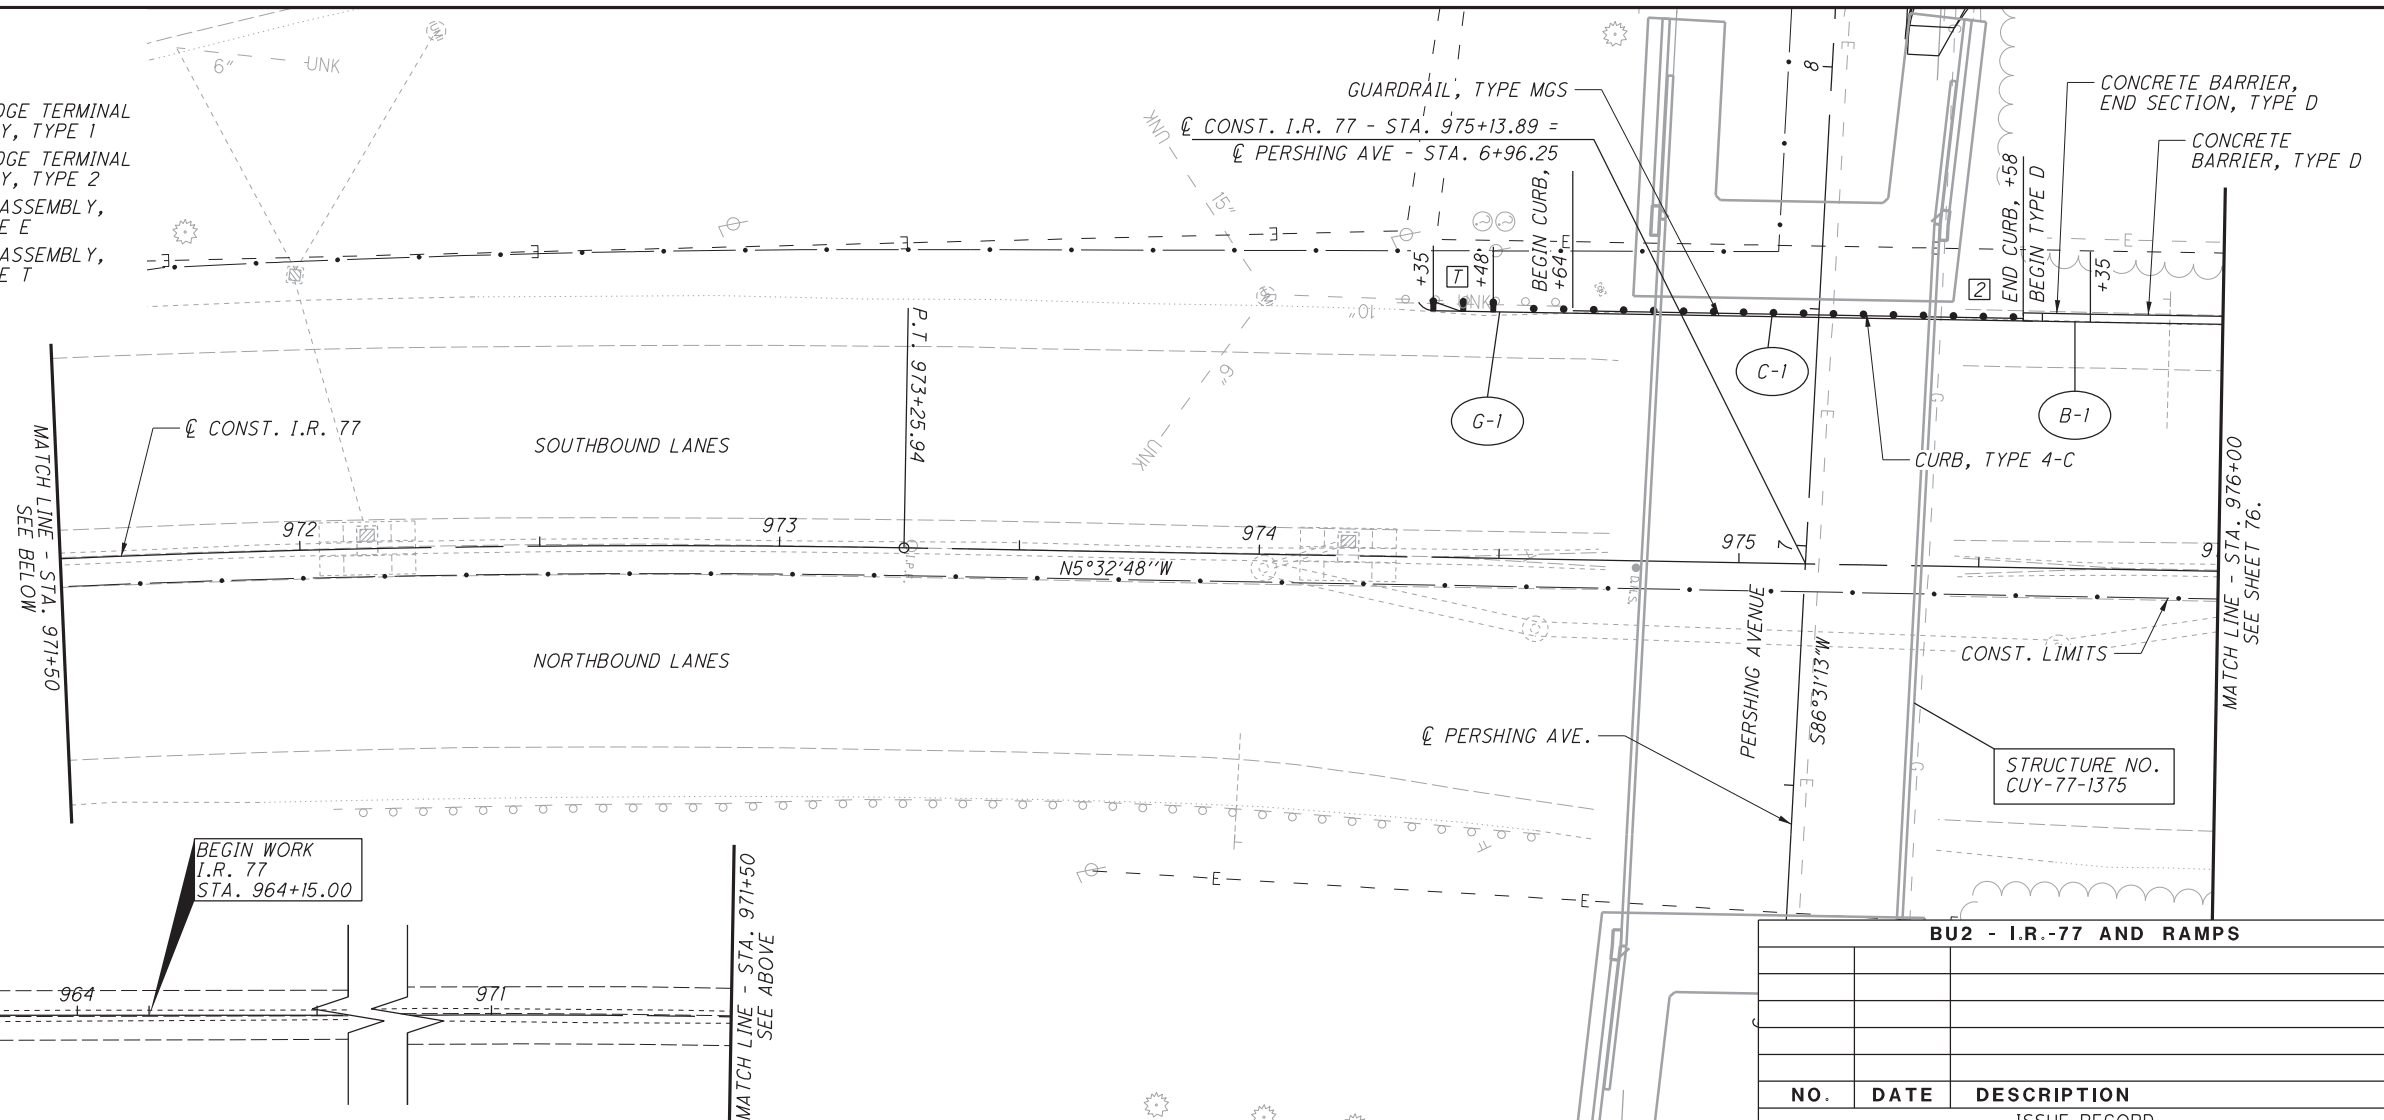 DGE TERMINAL
Y, TYPE 1
DGE TERMINAL
Y, TYPE 2
ASSEMBLY,
E E
ASSEMBLY,
E T
6"
UNK
UNK
15"
10"
UNK
6"
UNK
GUARDRAIL, TYPE MGS
℄ CONST. I.R. 77 - STA. 975+13.89 =
℄ PERSHING AVE - STA. 6+96.25
8
CONCRETE BARRIER,
END SECTION, TYPE D
CONCRETE
BARRIER, TYPE D
+35
T
+48
BEGIN CURB,
+64
2
END CURB, +58
BEGIN TYPE D
+35
E
E
E
E
E
E
E
E
E
P.T. 973+25.94
G-1
C-1
B-1
CURB, TYPE 4-C
G
E
℄ CONST. I.R. 77
SOUTHBOUND LANES
MATCH LINE - STA. 971+50
SEE BELOW
972
973
974
975
7
9
N5°32'48''W
MATCH LINE - STA. 976+00
SEE SHEET 76.
NORTHBOUND LANES
PERSHING AVENUE
S86°31'13"W
CONST. LIMITS
℄ PERSHING AVE.
STRUCTURE NO.
CUY-77-1375
E
G
E
E
BEGIN WORK
I.R. 77
STA. 964+15.00
964
971
MATCH LINE - STA. 971+50
SEE ABOVE
BU2 - I.R.-77 AND RAMPS
NO. DATE DESCRIPTION
ISSUE RECORD